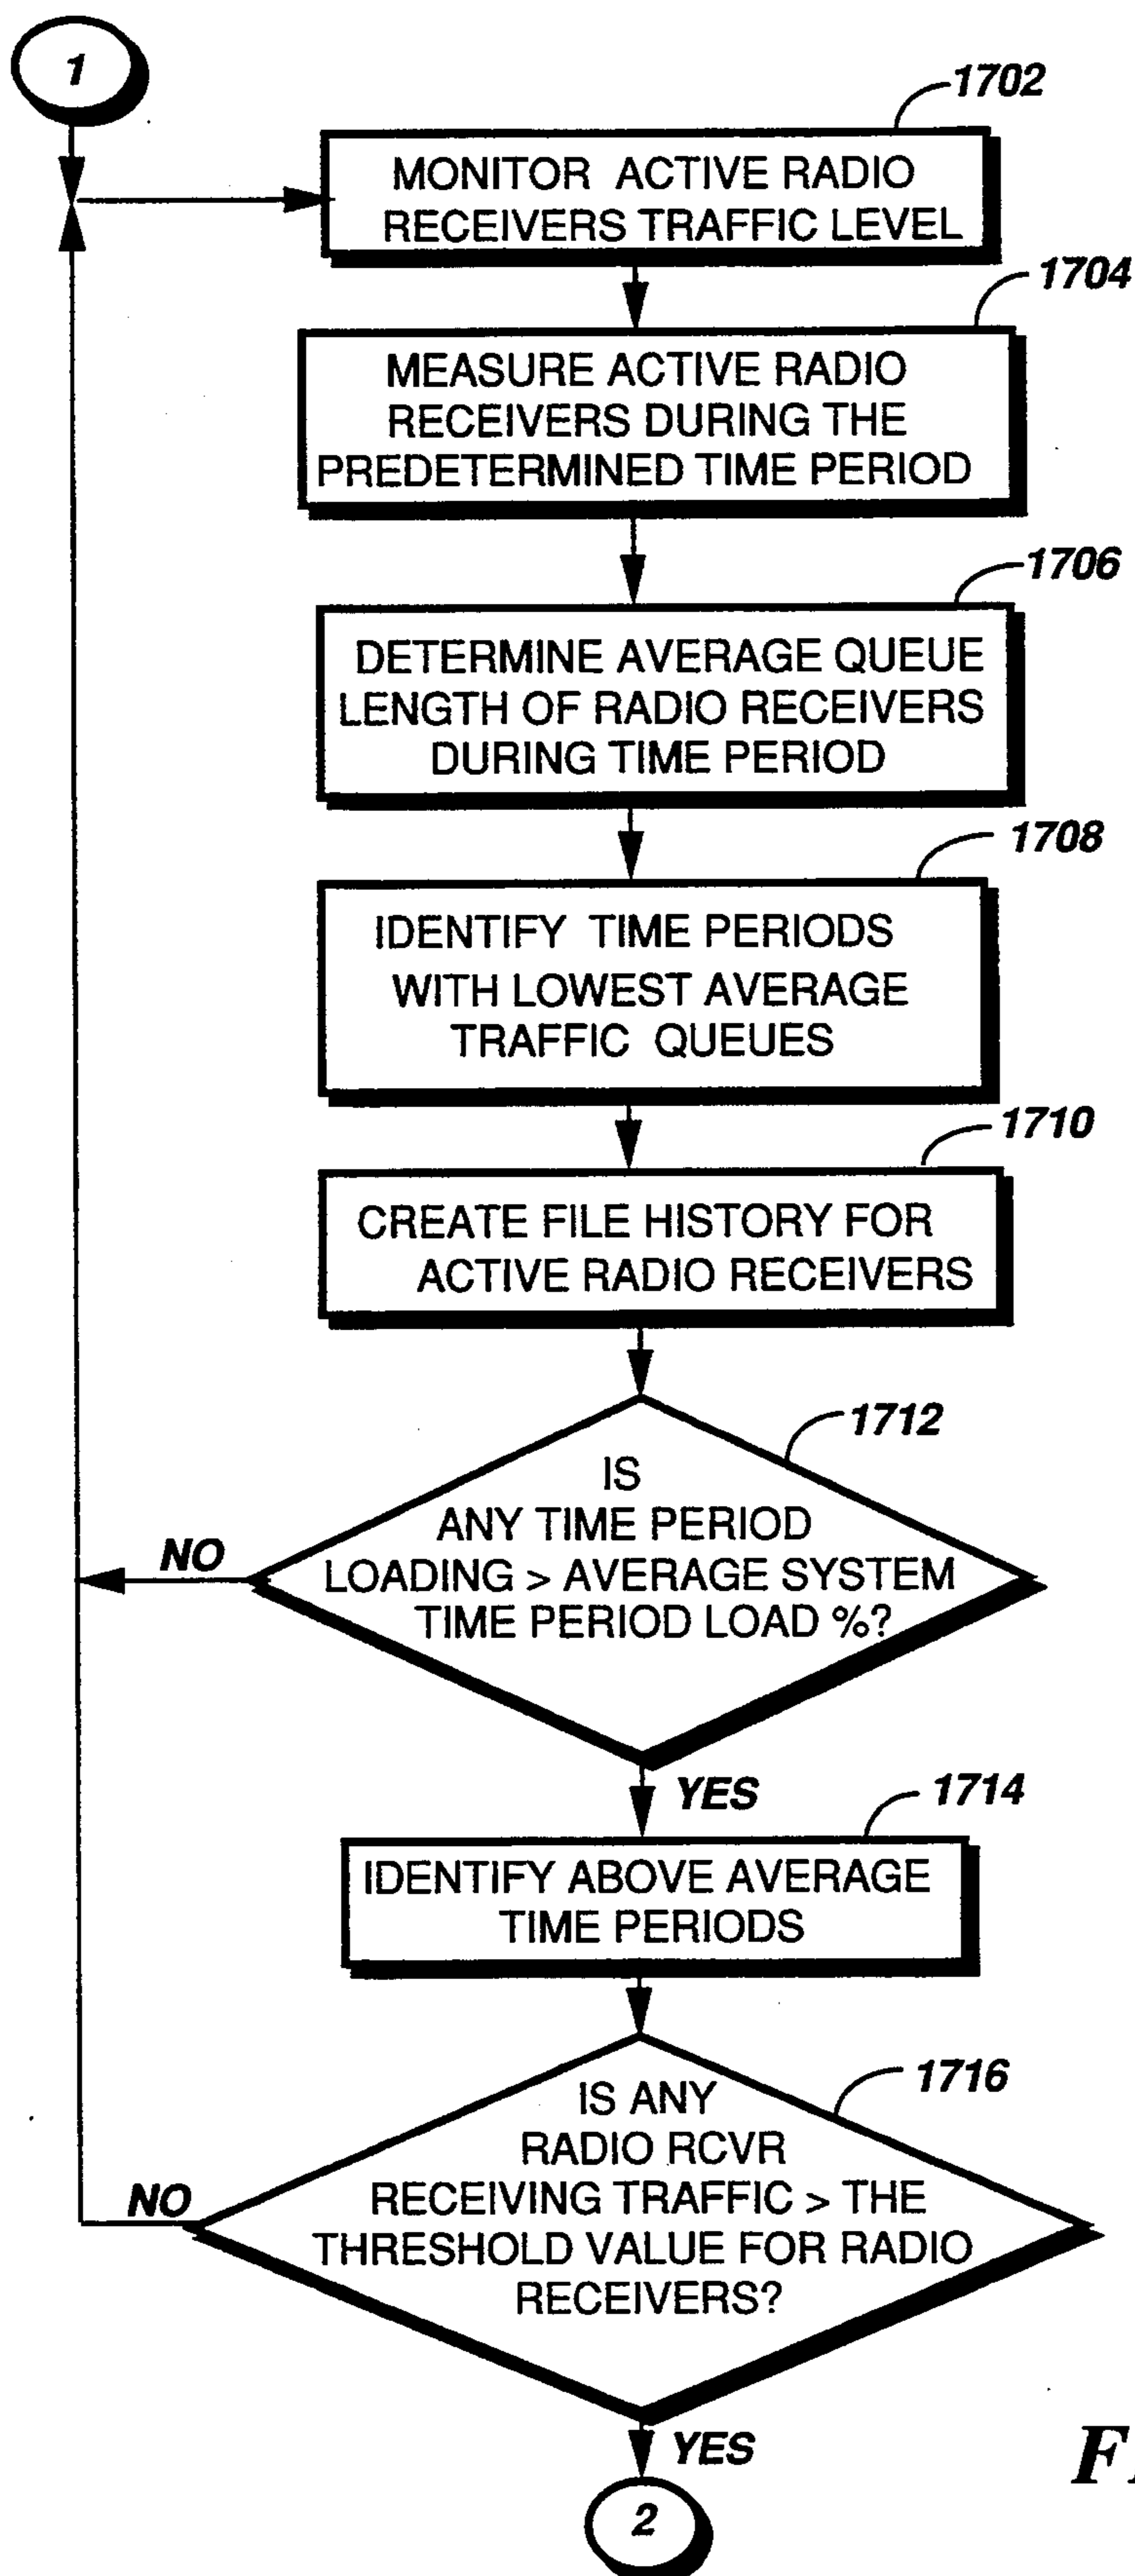 1
1702
MONITOR ACTIVE RADIO
RECEIVERS TRAFFIC LEVEL
1704
MEASURE ACTIVE RADIO
RECEIVERS DURING THE
PREDETERMINED TIME PERIOD
1706
DETERMINE AVERAGE QUEUE
LENGTH OF RADIO RECEIVERS
DURING TIME PERIOD
1708
IDENTIFY TIME PERIODS
WITH LOWEST AVERAGE
TRAFFIC QUEUES
1710
CREATE FILE HISTORY FOR
ACTIVE RADIO RECEIVERS
1712
IS
ANY TIME PERIOD
LOADING > AVERAGE SYSTEM
TIME PERIOD LOAD %?
NO
YES
1714
IDENTIFY ABOVE AVERAGE
TIME PERIODS
1716
IS ANY
RADIO RCVR
RECEIVING TRAFFIC > THE
THRESHOLD VALUE FOR RADIO
RECEIVERS?
NO
YES
2